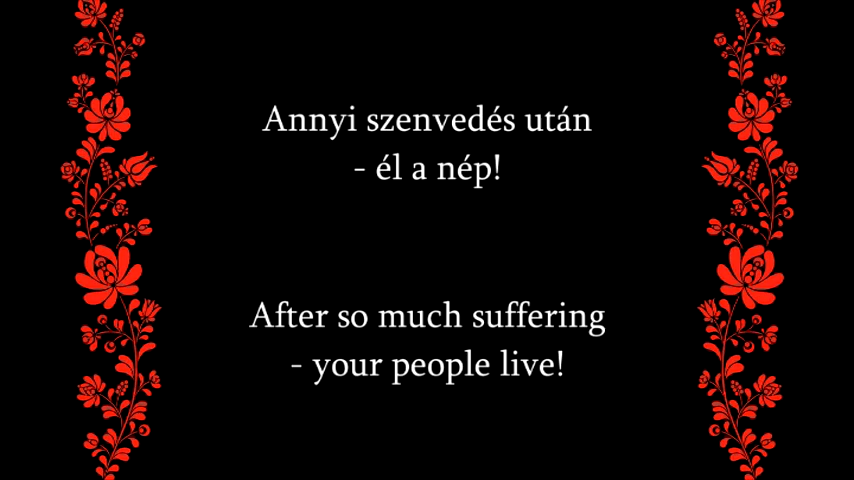 Annyi szenvedés után
- él a nép!
After so much suffering
- your people live!